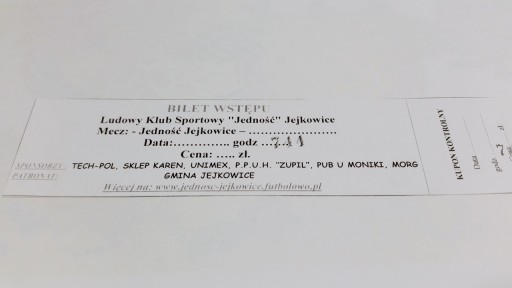 BILET WSTĘPU
Ludowy Klub Sportowy "Jedność" Jejkowice
Mecz: - Jedność Jejkowice – …………………
Data:………….. godz …….
Cena: ….. zł.
SPONSORZY: TECH-POL, SKLEP KAREN, UNIMEX, P.P.U.H. "ZUPIL", PUB U MONIKI, MORG
PATRONAT: GMINA JEJKOWICE
Więcej na: www.jednosc-jejkowice.futbolowo.pl
KUPON KONTROLNY
Data
godz
Cena zł